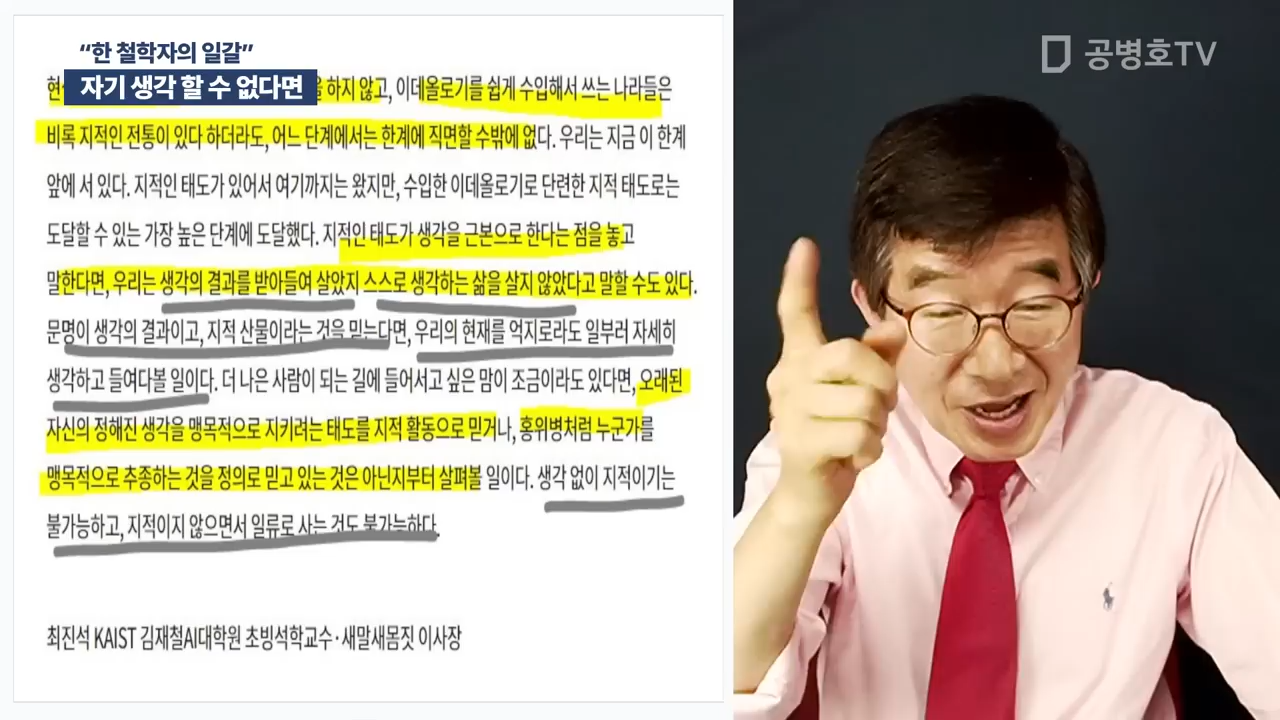 “한 철학자의 일갈”
자기 생각 할 수 없다면
공병호TV
하지 않고, 이데올로기를 쉽게 수입해서 쓰는 나라들은
비록 지적인 전통이 있다 하더라도, 어느 단계에서는 한계에 직면할 수밖에 없다. 우리는 지금 이 한계
앞에 서 있다. 지적인 태도가 있어서 여기까지는 왔지만, 수입한 이데올로기로 단련한 지적 태도로는
도달할 수 있는 가장 높은 단계에 도달했다. 지적인 태도가 생각을 근본으로 한다는 점을 놓고
말한다면, 우리는 생각의 결과를 받아들여 살았지 스스로 생각하는 삶을 살지 않았다고 말할 수도 있다.
문명이 생각의 결과이고, 지적 산물이라는 것을 믿는다면, 우리의 현재를 억지로라도 일부러 자세히
생각하고 들여다볼 일이다. 더 나은 사람이 되는 길에 들어서고 싶은 맘이 조금이라도 있다면, 오래된
자신의 정해진 생각을 맹목적으로 지키려는 태도를 지적 활동으로 믿거나, 홍위병처럼 누군가를
맹목적으로 추종하는 것을 정의로 믿고 있는 것은 아닌지부터 살펴볼 일이다. 생각 없이 지적이기는
불가능하고, 지적이지 않으면서 일류로 사는 것도 불가능하다.
최진석 KAIST 김재철AI대학원 초빙석학교수·새말새몸짓 이사장